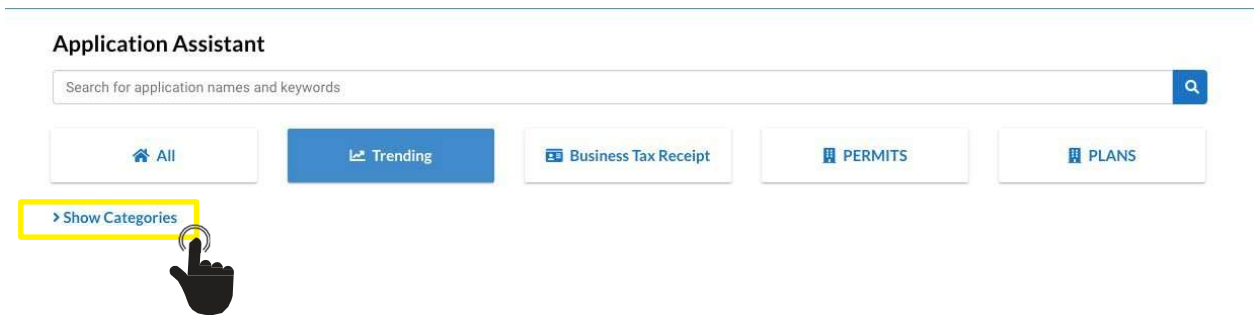 Application Assistant
Search for application names and keywords
All Trending Business Tax Receipt PERMITS PLANS
Show Categories